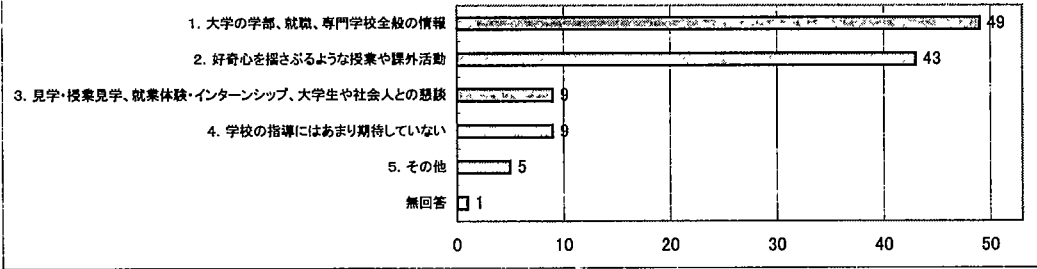 1. 大学の学部、就職、専門学校全般の情報 49
2. 好奇心を揺さぶるような授業や課外活動 43
3. 見学・授業見学、就業体験・インターンシップ、大学生や社会人との懇談 9
4. 学校の指導にはあまり期待していない 9
5. その他 5
無回答 1
0 10 20 30 40 50